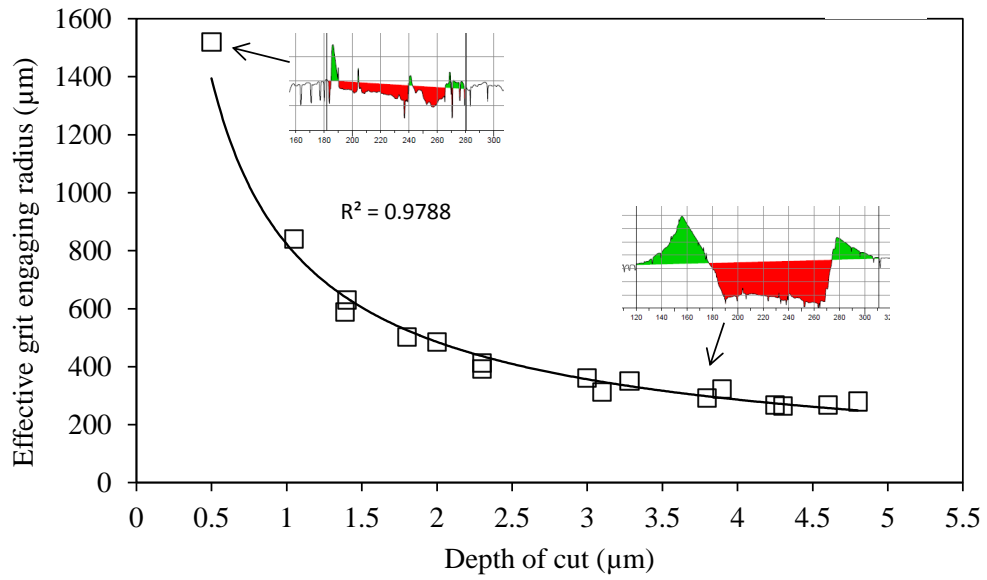 1600
1400
1200
1000
800
600
400
200
0
Effective grit engaging radius (µm)
160 180 200 220 240 260 280 300
R² = 0.9788
120 140 160 180 200 220 240 260 280 300 32
0 0.5 1 1.5 2 2.5 3 3.5 4 4.5 5 5.5
Depth of cut (µm)